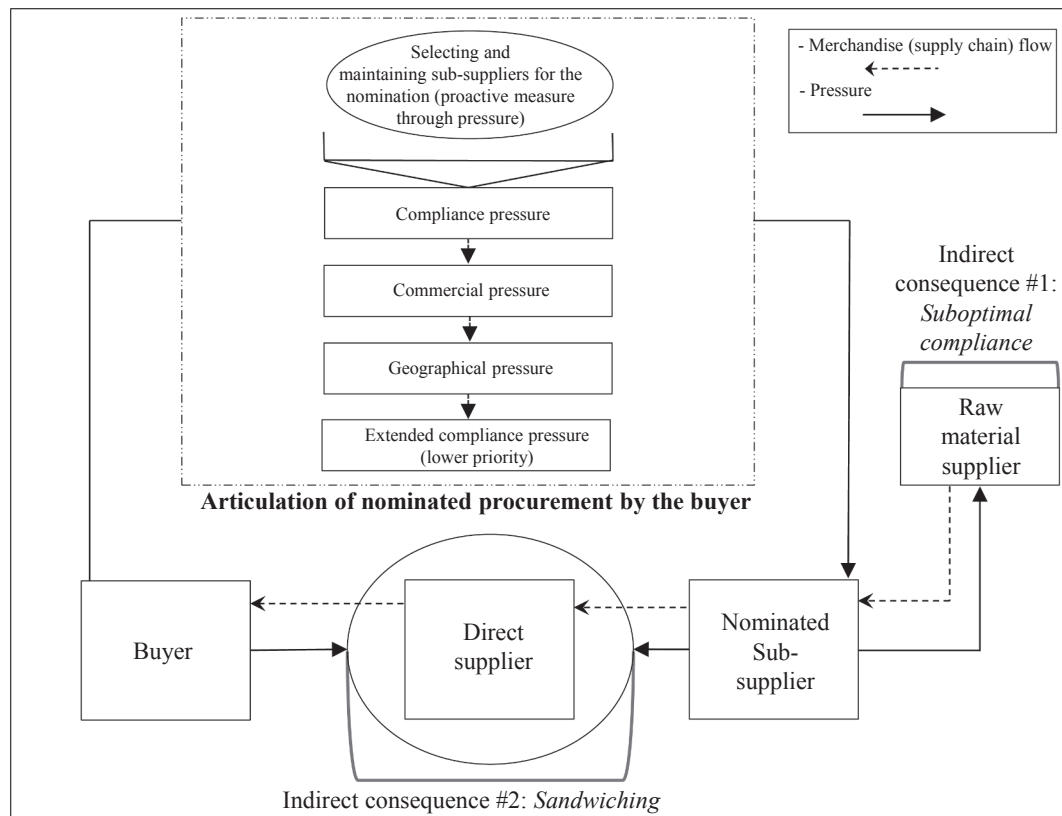 Selecting and
maintaining sub-suppliers for the
nomination (proactive measure
through pressure)
- Merchandise (supply chain) flow
- Pressure
Compliance pressure
Commercial pressure
Geographical pressure
Extended compliance pressure
(lower priority)
Articulation of nominated procurement by the buyer
Indirect
consequence #1:
Suboptimal
compliance
Raw
material
supplier
Buyer
Direct
supplier
Nominated
Sub-
supplier
Indirect consequence #2: Sandwiching